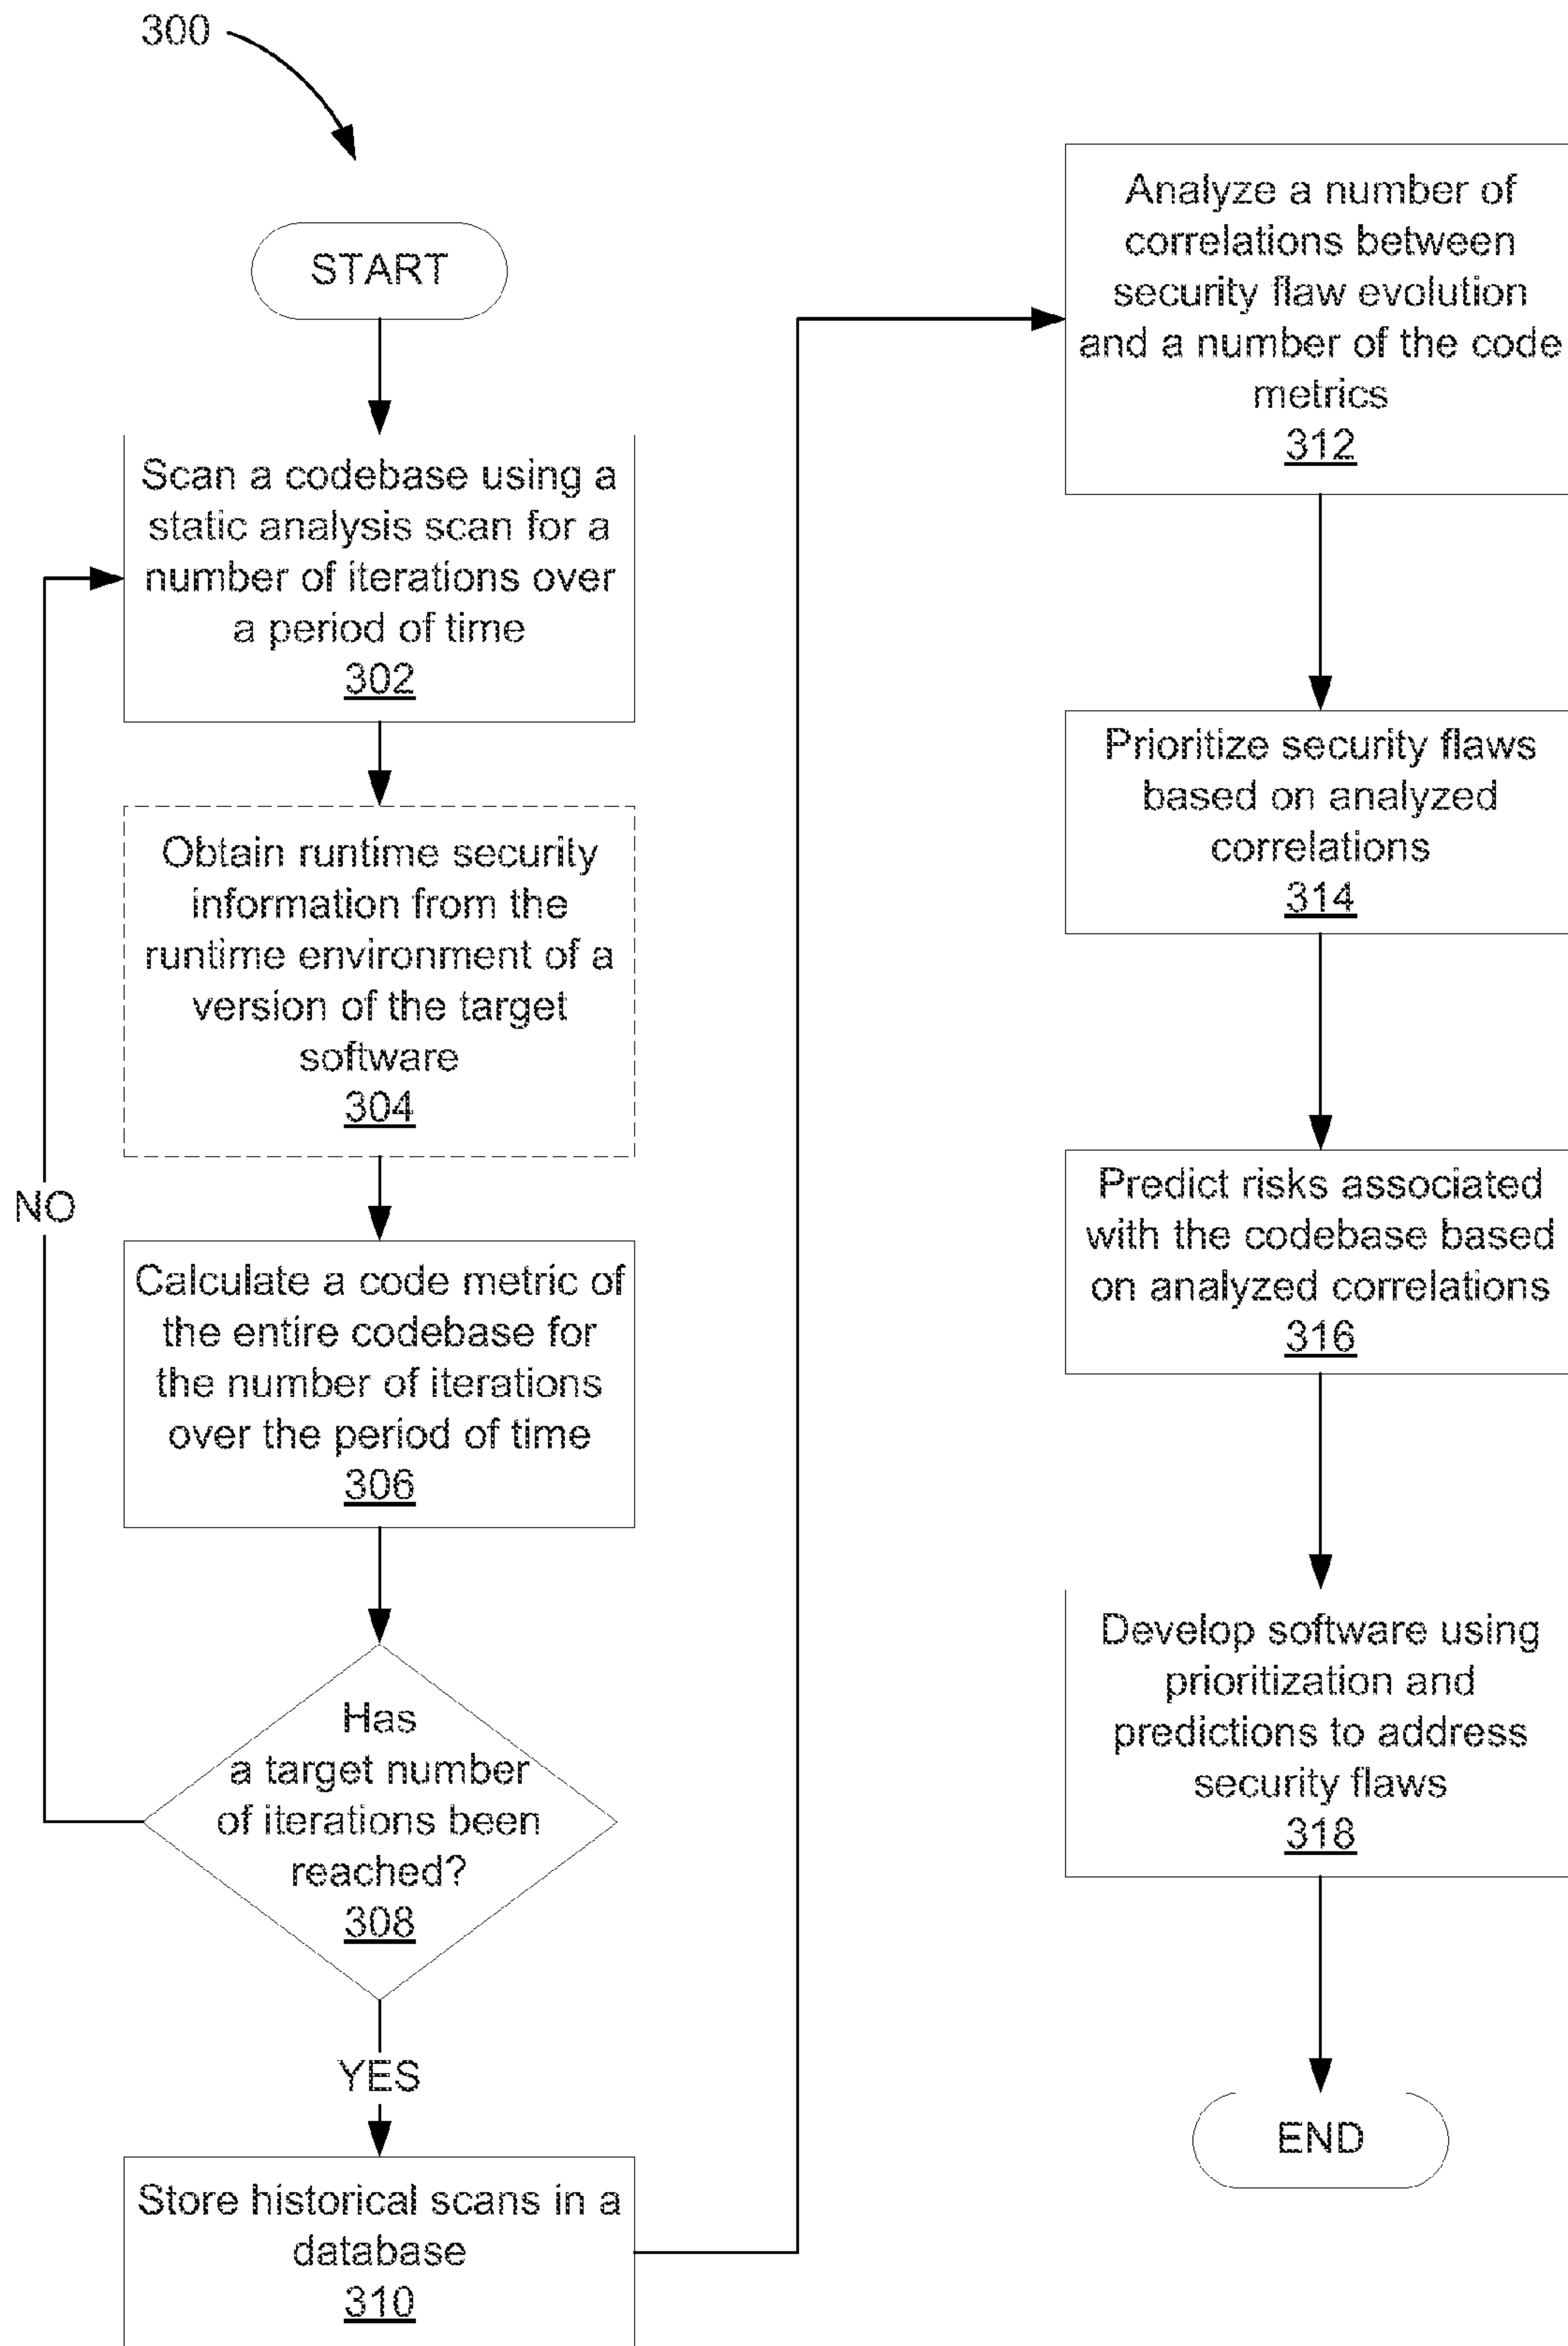 300
START
Scan a codebase using a
static analysis scan for a
number of iterations over
a period of time
302
Obtain runtime security
information from the
runtime environment of a
version of the target
software
304
NO
Calculate a code metric of
the entire codebase for
the number of iterations
over the period of time
306
Has
a target number
of iterations been
reached?
308
YES
Store historical scans in a
database
310
Analyze a number of
correlations between
security flaw evolution
and a number of the code
metrics
312
Prioritize security flaws
based on analyzed
correlations
314
Predict risks associated
with the codebase based
on analyzed correlations
316
Develop software using
prioritization and
predictions to address
security flaws
318
END